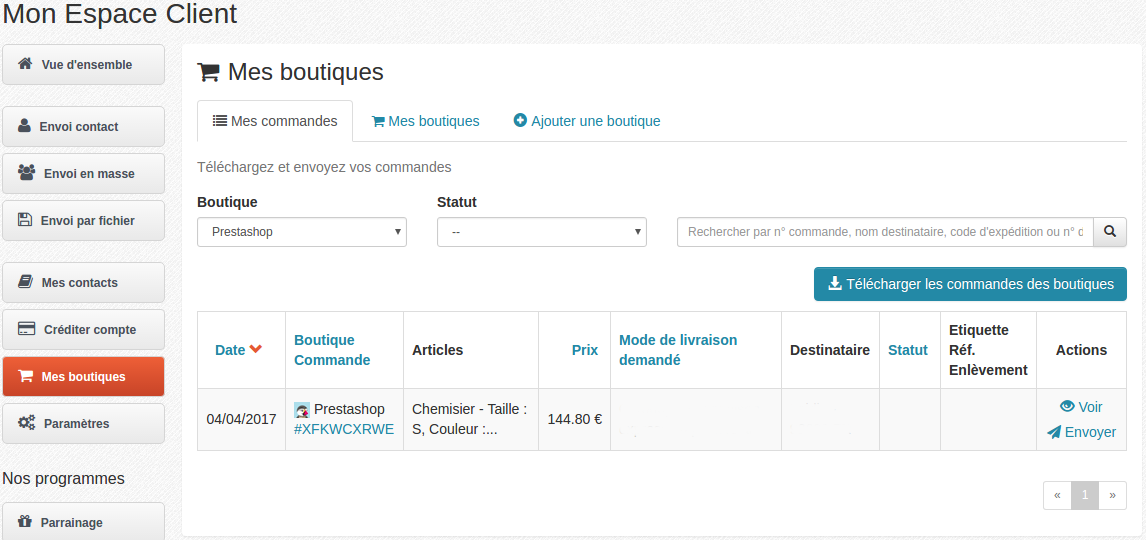 Mon Espace Client
Vue d'ensemble
Envoi contact
Envoi en masse
Envoi par fichier
Mes contacts
Créditer compte
Mes boutiques
Paramètres
Nos programmes
Parrainage
Mes boutiques
Mes commandes Mes boutiques Ajouter une boutique
Téléchargez et envoyez vos commandes
Boutique Statut
Prestashop -- Rechercher par n° commande, nom destinataire, code d'expédition ou n° d
Télécharger les commandes des boutiques
Date
Boutique
Commande
Articles
Prix
Mode de livraison
demandé
Destinataire
Statut
Etiquette
Réf.
Enlèvement
Actions
04/04/2017
Prestashop
#XFKWCXRWE
Chemisier - Taille :
S, Couleur :...
144.80 €
Voir
Envoyer
« 1 »